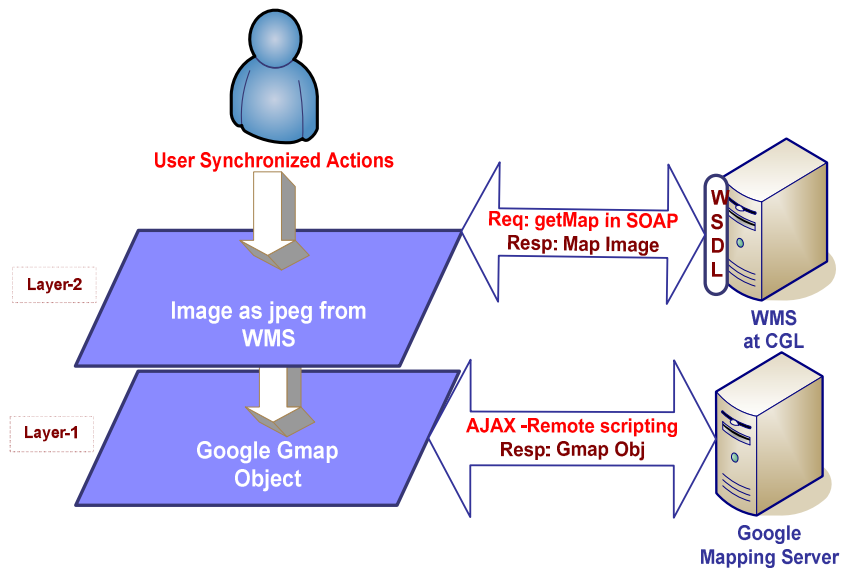 User Synchronized Actions
Req: getMap in SOAP
Resp: Map Image
W
S
D
L
Layer-2
Image as jpeg from
WMS
WMS
at CGL
Layer-1
Google Gmap
Object
AJAX -Remote scripting
Resp: Gmap Obj
Google
Mapping Server